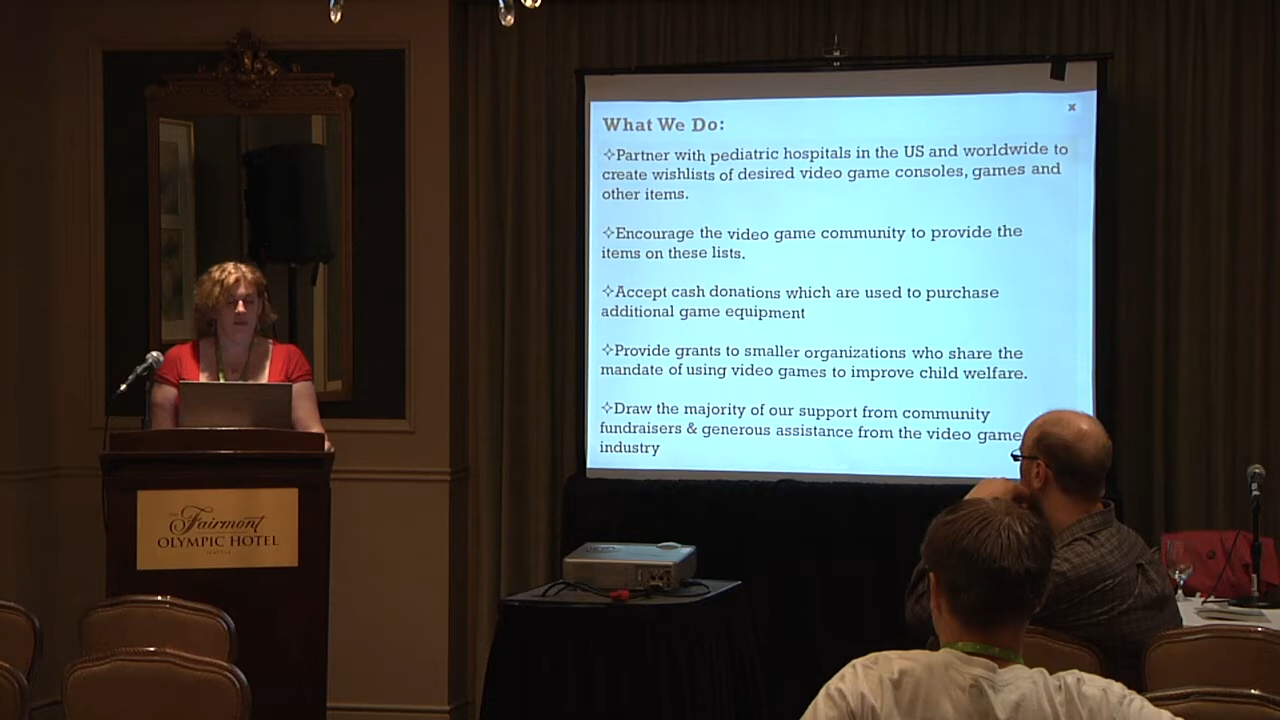 What We Do:
✧Partner with pediatric hospitals in the US and worldwide to
create wishlists of desired video game consoles, games and
other items.
✧Encourage the video game community to provide the
items on these lists.
✧Accept cash donations which are used to purchase
additional game equipment
✧Provide grants to smaller organizations who share the
mandate of using video games to improve child welfare.
✧Draw the majority of our support from community
fundraisers & generous assistance from the video game
industry
THE
Fairmont
OLYMPIC HOTEL
SEATTLE